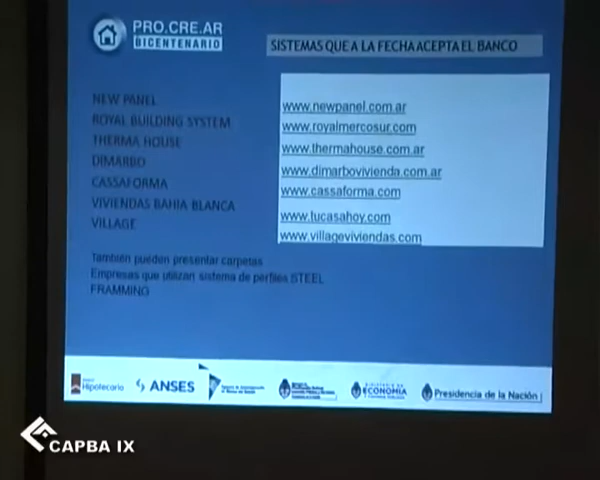 PRO.CRE.AR
BICENTENARIO
SISTEMAS QUE A LA FECHA ACEPTA EL BANCO
NEW PANEL www.newpanel.com.ar
ROYAL BUILDING SYSTEM www.royalmercosur.com
THERMA HOUSE www.thermahouse.com.ar
DIMARBO www.dimarbovivienda.com.ar
CASSAFORMA www.cassaforma.com
VIVIENDAS BAHIA BLANCA www.tucasahoy.com
VILLAGE www.villageviviendas.com
También pueden presentar carpetas
Empresas que utilizan sistema de perfiles STEEL
FRAMMING
Hipotecario ANSES ECONOMÍA Presidencia de la Nación
CAPBA IX